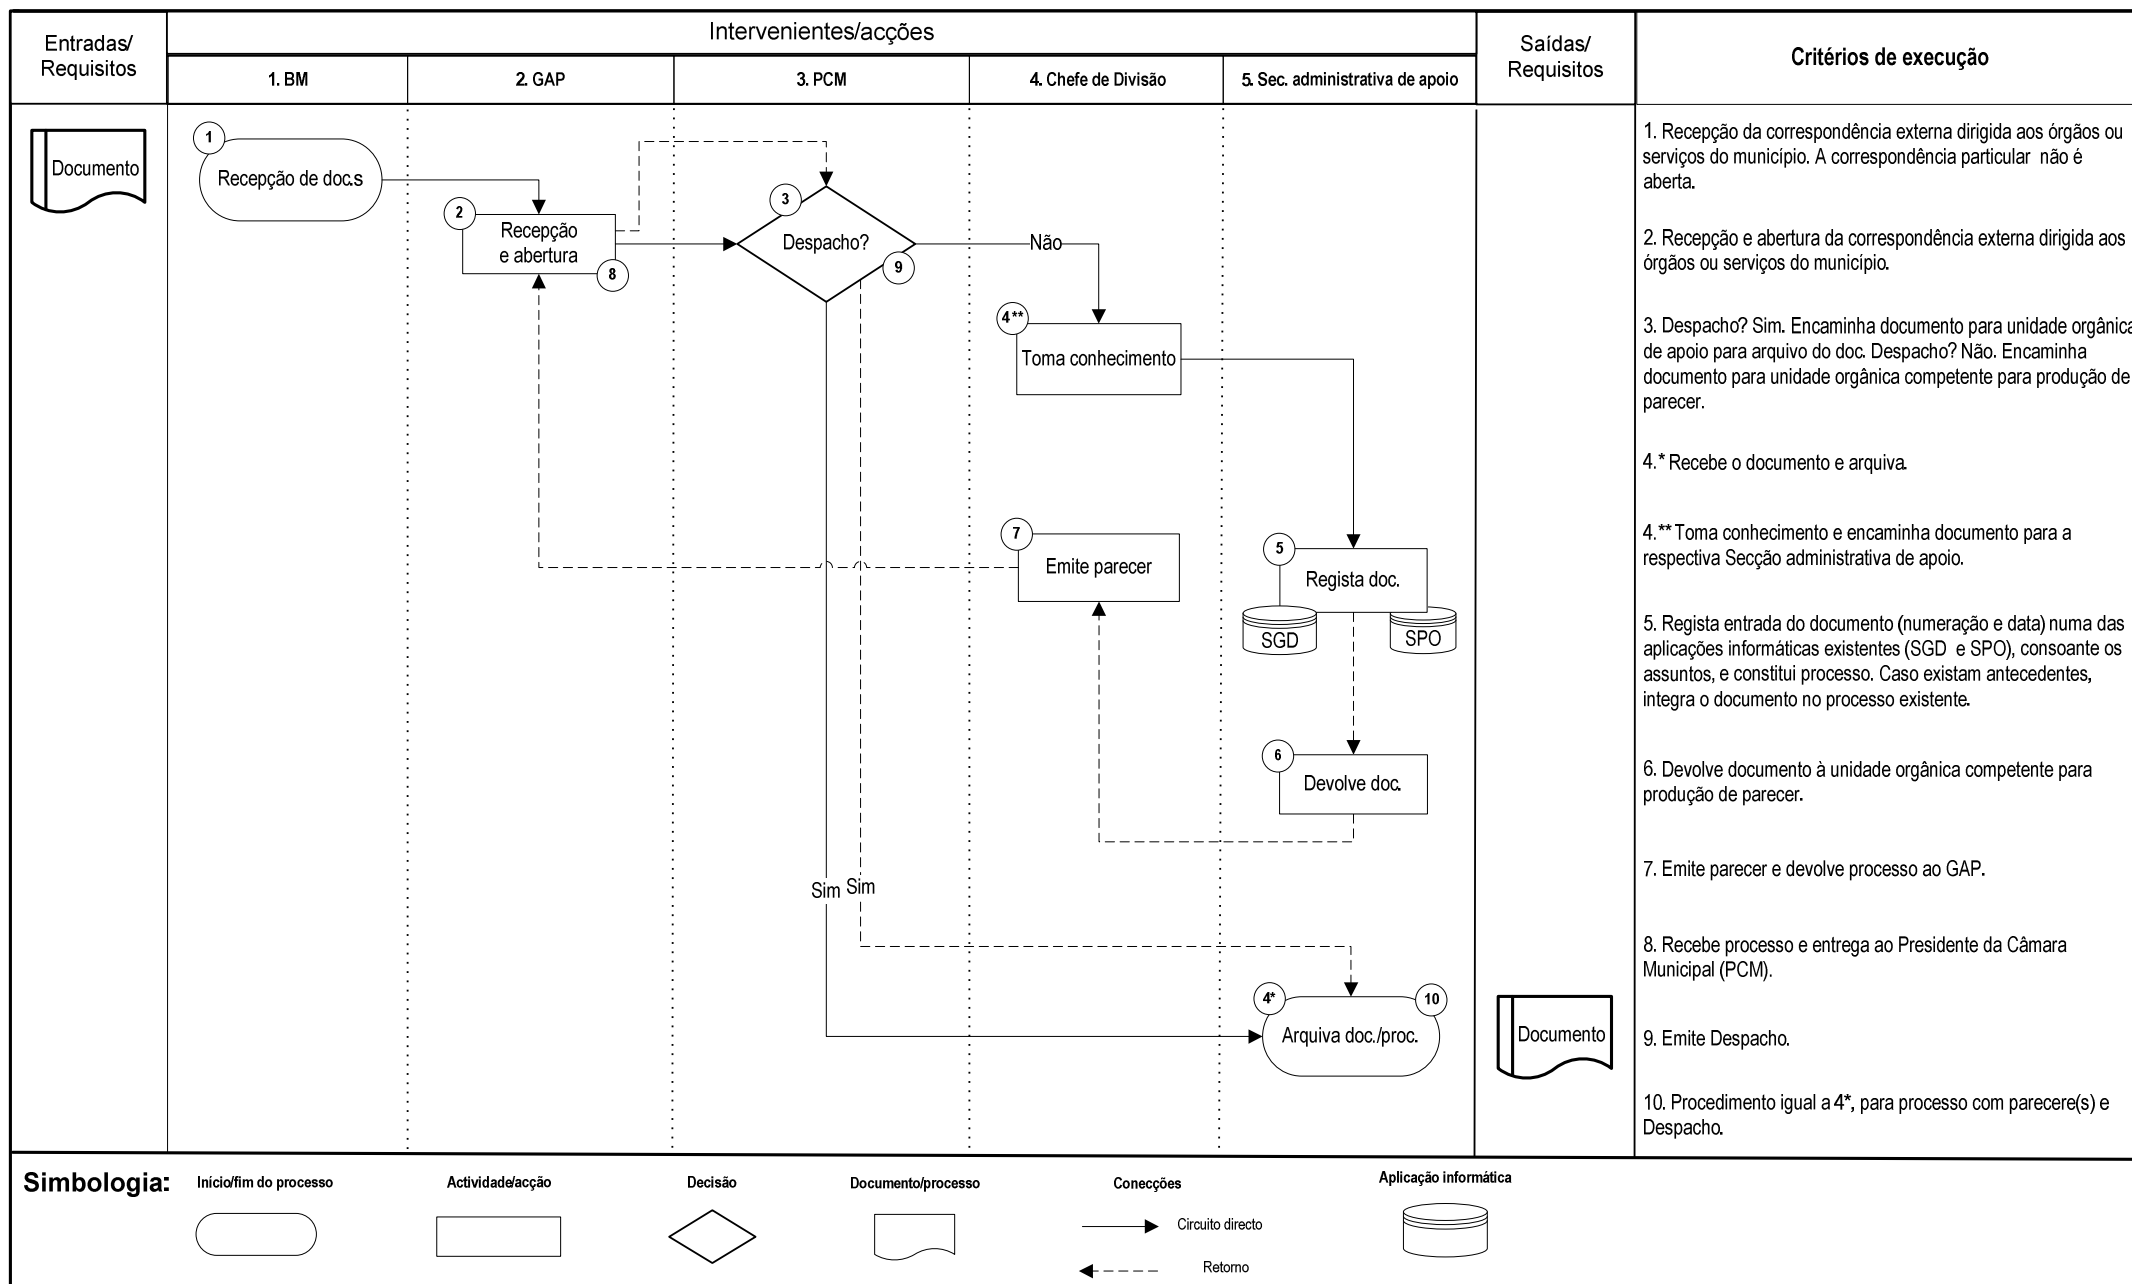 Entradas/
Requisitos
Intervenientes/acções
Saídas/
Requisitos
Critérios de execução
1. BM
2. GAP
3. PCM
4. Chefe de Divisão
5. Sec. administrativa de apoio
Documento
1
Recepção de doc.s
2
Recepção
e abertura
8
3
Despacho?
9
Não
4**
Toma conhecimento
7
Emite parecer
5
Regista doc.
SGD
SPO
6
Devolve doc.
Sim
Sim
4*
10
Arquiva doc./proc.
Documento
1. Recepção da correspondência externa dirigida aos órgãos ou
serviços do município. A correspondência particular não é
aberta.
2. Recepção e abertura da correspondência externa dirigida aos
órgãos ou serviços do município.
3. Despacho? Sim. Encaminha documento para unidade orgânica
de apoio para arquivo do doc. Despacho? Não. Encaminha
documento para unidade orgânica competente para produção de
parecer.
4.* Recebe o documento e arquiva.
4.** Toma conhecimento e encaminha documento para a
respectiva Secção administrativa de apoio.
5. Regista entrada do documento (numeração e data) numa das
aplicações informáticas existentes (SGD e SPO), consoante os
assuntos, e constitui processo. Caso existam antecedentes,
integra o documento no processo existente.
6. Devolve documento à unidade orgânica competente para
produção de parecer.
7. Emite parecer e devolve processo ao GAP.
8. Recebe processo e entrega ao Presidente da Câmara
Municipal (PCM).
9. Emite Despacho.
10. Procedimento igual a 4*, para processo com parecere(s) e
Despacho.
Simbologia:
Início/fim do processo
Actividade/acção
Decisão
Documento/processo
Conecções
Aplicação informática
Circuito directo
Retorno